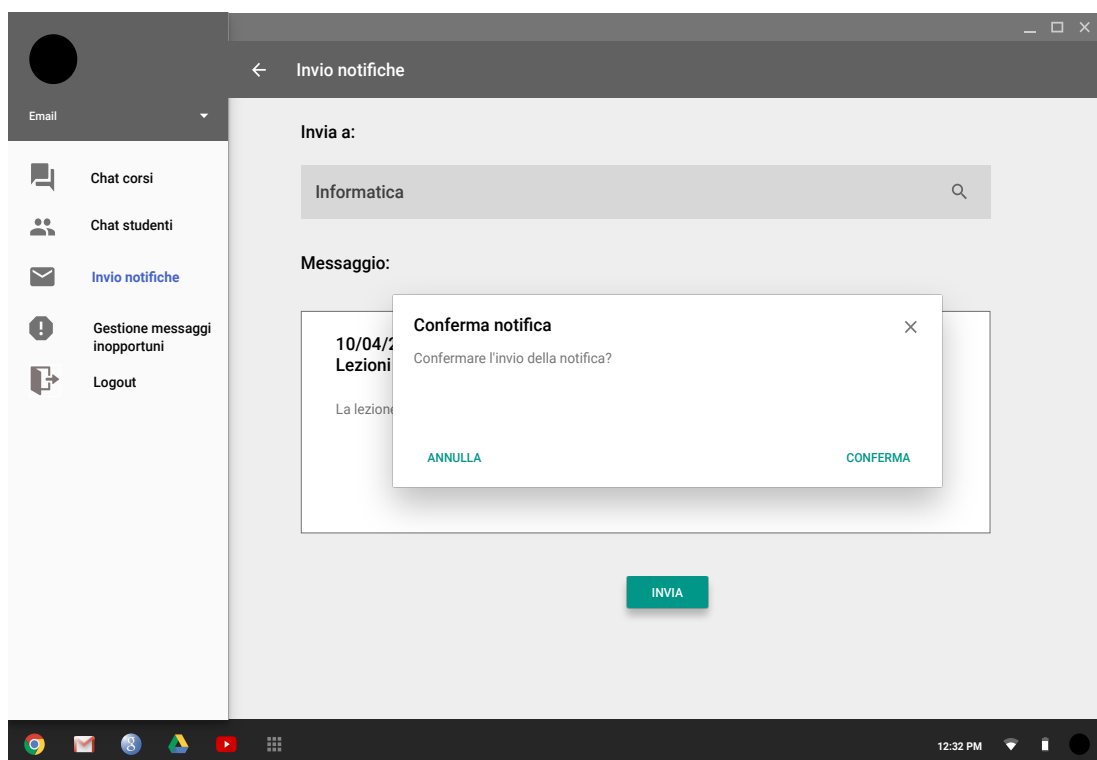 Invio notifiche
Email
Chat corsi
Chat studenti
Invio notifiche
Gestione messaggi
inopportuni
Logout
Invia a:
Informatica
Messaggio:
10/04/2
Lezioni
La lezione
Conferma notifica
Confermare l'invio della notifica?
ANNULLA
CONFERMA
INVIA
12:32 PM